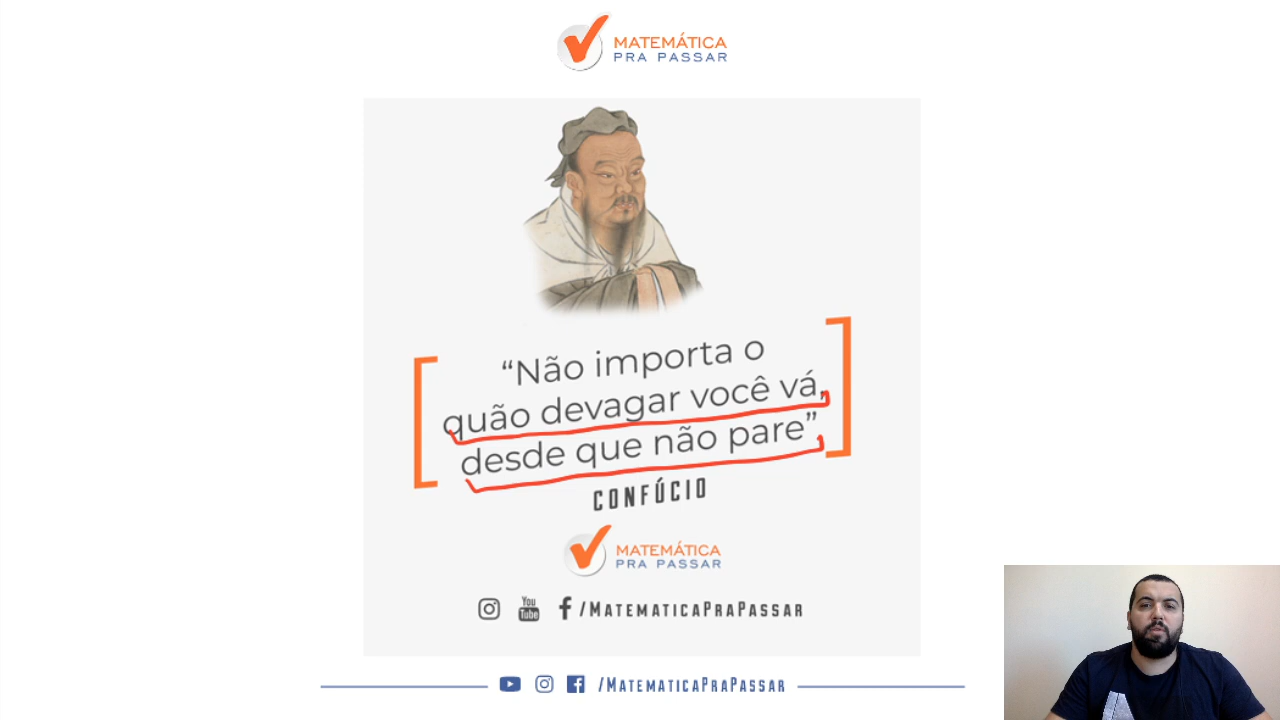 MATEMÁTICA
PRA PASSAR
“Não importa o
quão devagar você vá,
desde que não pare”
CONFÚCIO
MATEMÁTICA
PRA PASSAR
You
Tube
/MATEMATICAPRAPASSAR
/MATEMATICAPRAPASSAR